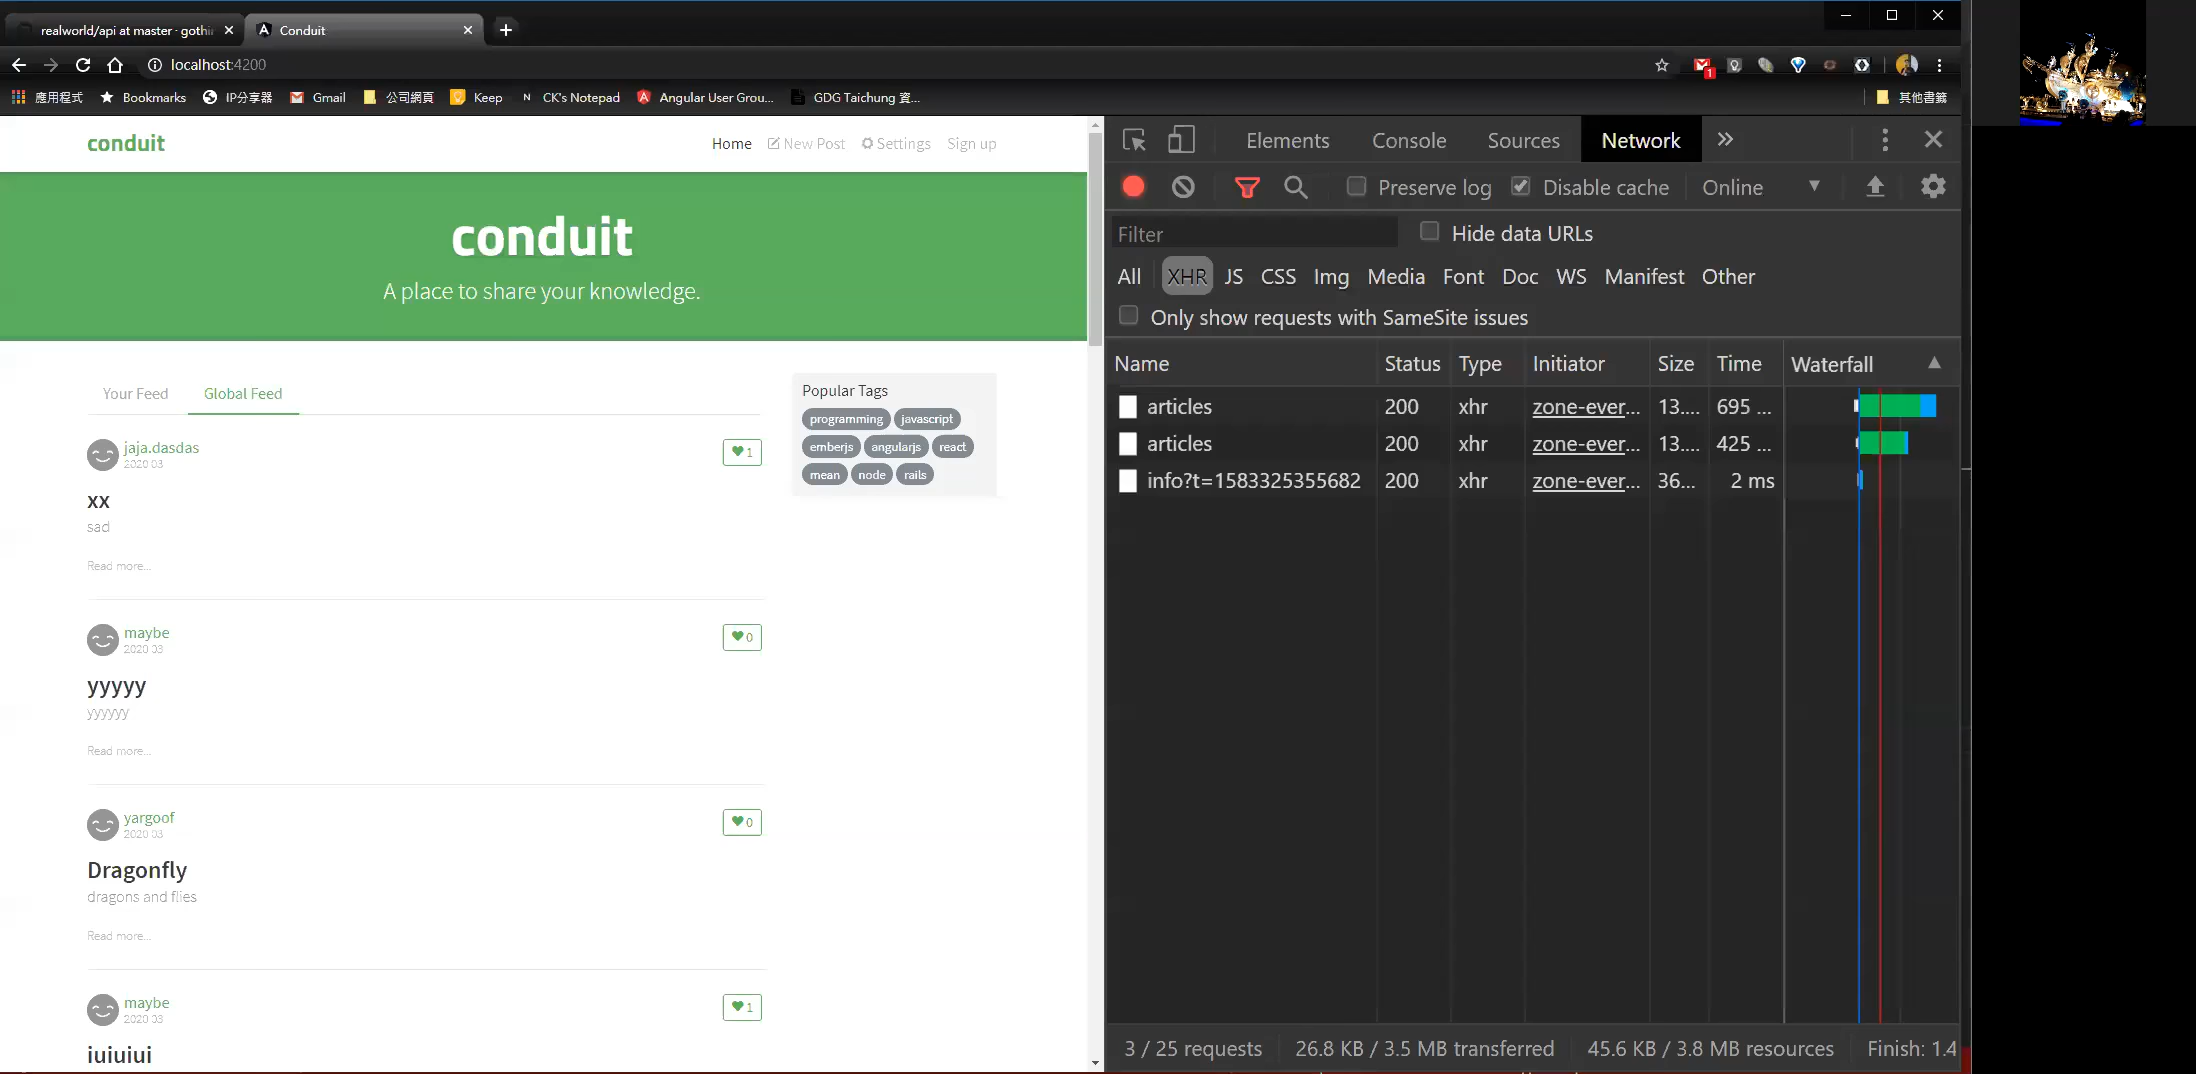 realworld/api at master · gothi
Conduit
localhost:4200
1
應用程式
Bookmarks
IP分享器
Gmail
公司網頁
Keep
N CK's Notepad
Angular User Grou...
GDG Taichung 資...
其他書籤
conduit
Home
New Post
Settings
Sign up
conduit
A place to share your knowledge.
Your Feed
Global Feed
jaja.dasdas
2020 03
1
xx
sad
Read more...
maybe
2020 03
0
yyyyy
yyyyyy
Read more...
yargoof
2020 03
0
Dragonfly
dragons and flies
Read more...
maybe
2020 03
1
iuiuiui
Popular Tags
programming javascript
emberjs angularjs react
mean node rails
Elements Console Sources Network
Preserve log Disable cache Online
Filter Hide data URLs
All XHR JS CSS Img Media Font Doc WS Manifest Other
Only show requests with SameSite issues
Name Status Type Initiator Size Time Waterfall
articles 200 xhr zone-ever... 13.... 695 ...
articles 200 xhr zone-ever... 13.... 425 ...
info?t=1583325355682 200 xhr zone-ever... 36... 2 ms
3 / 25 requests 26.8 KB / 3.5 MB transferred 45.6 KB / 3.8 MB resources Finish: 1.4